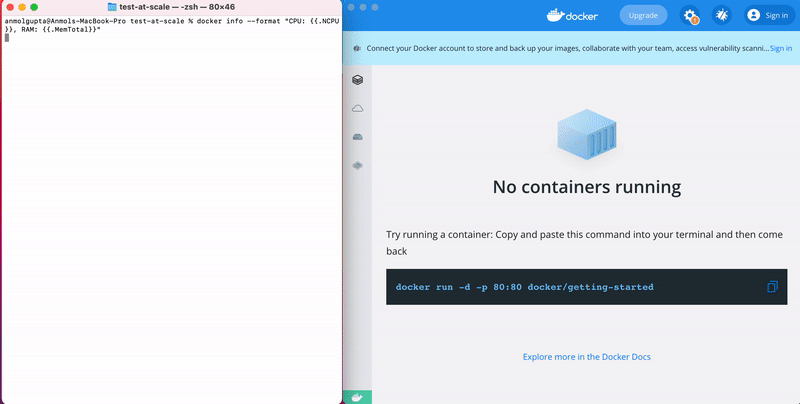 test-at-scale — -zsh — 80×46
anmolgupta@Anmols-MacBook-Pro test-at-scale % docker info --format "CPU: {{.NCPU
}}, RAM: {{.MemTotal}}"
docker
Upgrade
Sign in
Connect your Docker account to store and back up your images, collaborate with your team, access vulnerability scanni...Sign in
No containers running
Try running a container: Copy and paste this command into your terminal and then come
back
docker run -d -p 80:80 docker/getting-started
Explore more in the Docker Docs